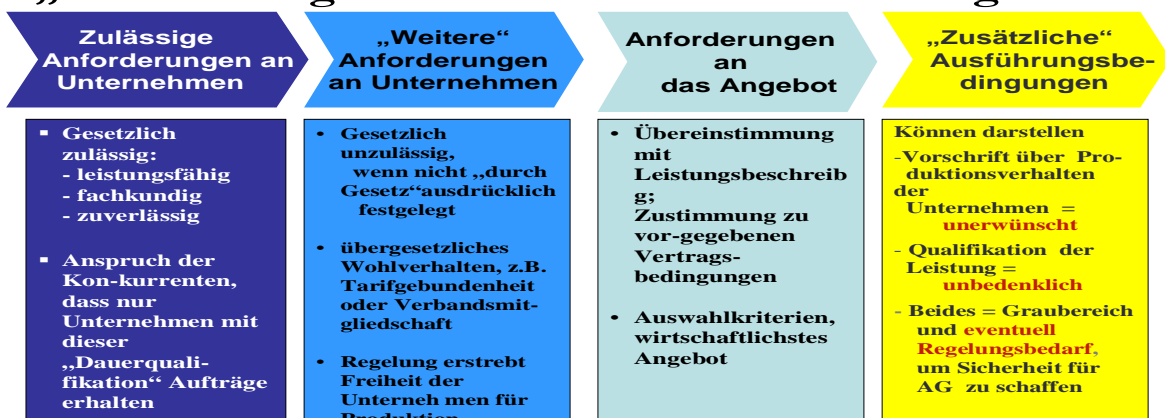 Zulässige
Anforderungen an
Unternehmen
„Weitere“
Anforderungen
an Unternehmen
Anforderungen
an
das Angebot
„Zusätzliche“
Ausführungsbe-
dingungen
▪ Gesetzlich
zulässig:
- leistungsfähig
- fachkundig
- zuverlässig
▪ Anspruch der
Kon-kurrenten,
dass nur
Unternehmen mit
dieser
„Dauerquali-
fikation“ Aufträge
erhalten
• Gesetzlich
unzulässig,
wenn nicht „durch
Gesetz“ausdrücklich
festgelegt
• übergesetzliches
Wohlverhalten, z.B.
Tarifgebundenheit
oder Verbandsmit-
gliedschaft
• Regelung erstrebt
Freiheit der
Unterneh men für
Produktion
• Übereinstimmung
mit
Leistungsbeschreib
g;
Zustimmung zu
vor-gegebenen
Vertrags-
bedingungen
• Auswahlkriterien,
wirtschaftlichstes
Angebot
Können darstellen
-Vorschrift über Pro-
duktionsverhalten
der
Unternehmen =
unerwünscht
- Qualifikation der
Leistung =
unbedenklich
- Beides = Graubereich
und eventuell
Regelungsbedarf,
um Sicherheit für
AG zu schaffen